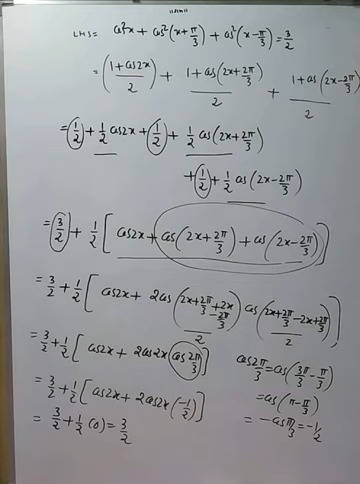 LHS = cos²x + cos²(x+π/3) + cos²(x-π/3) = 3/2
= (1+cos2x)/2 + (1+cos(2x+2π/3))/2 + (1+cos(2x-2π/3))/2
= (1/2) + 1/2 cos2x + (1/2) + 1/2 cos(2x+2π/3)
+ (1/2) + 1/2 cos(2x-2π/3)
= (3/2) + 1/2 [cos2x + cos(2x+2π/3) + cos(2x-2π/3)]
= 3/2 + 1/2 [cos2x + 2cos((2x+2π/3+2x-2π/3)/2) cos((2x+2π/3-2x+2π/3)/2)]
= 3/2 + 1/2 [cos2x + 2cos2x cos 2π/3]
cos 2π/3 = cos(3π/3 - π/3)
= cos(π-π/3)
= -cos π/3 = -1/2
= 3/2 + 1/2 [cos2x + 2cos2x(-1/2)]
= 3/2 + 1/2 (0) = 3/2